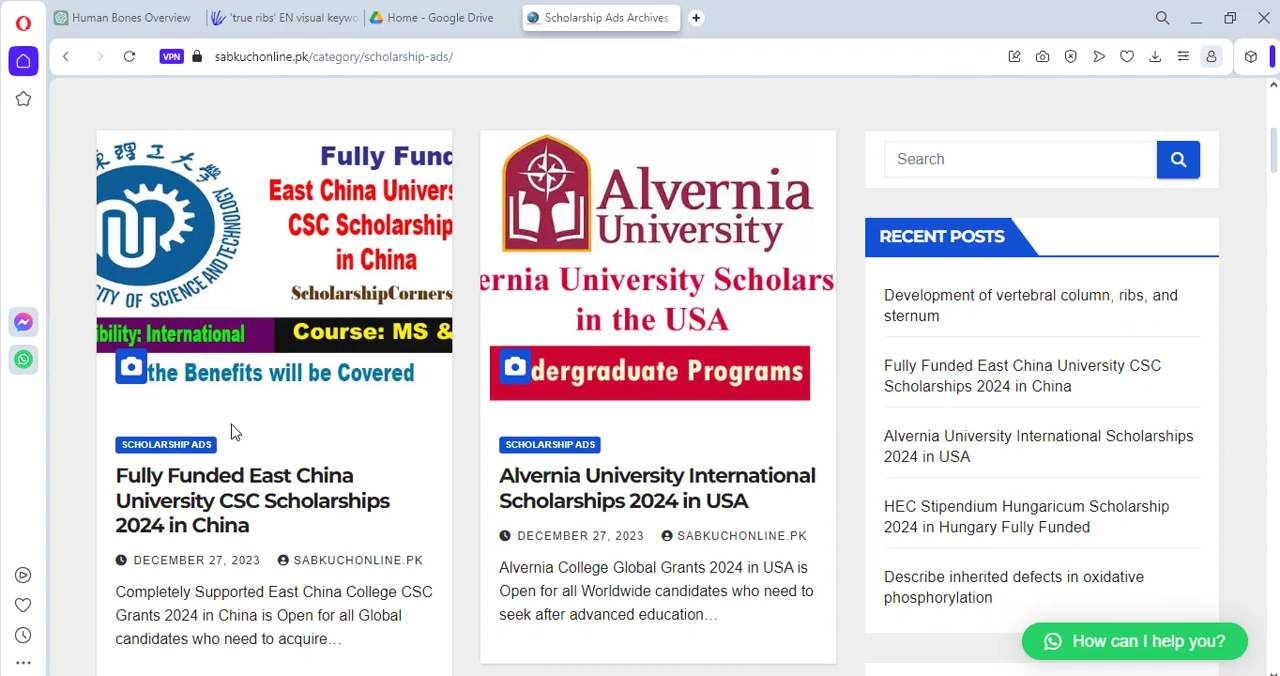 Human Bones Overview
'true ribs' EN visual keywo
Home - Google Drive
Scholarship Ads Archives
VPN
sabkuchonline.pk/category/scholarship-ads/
理工大學
CITY OF SCIENCE AND TECHNOLOGY
Fully Fund
East China Univers
CSC Scholarship
in China
ScholarshipCorners
ibility: International
Course: MS &
the Benefits will be Covered
SCHOLARSHIP ADS
Fully Funded East China
University CSC Scholarships
2024 in China
DECEMBER 27, 2023 SABKUCHONLINE.PK
Completely Supported East China College CSC
Grants 2024 in China is Open for all Global
candidates who need to acquire…
Alvernia
University
ernia University Scholars
in the USA
dergraduate Programs
SCHOLARSHIP ADS
Alvernia University International
Scholarships 2024 in USA
DECEMBER 27, 2023 SABKUCHONLINE.PK
Alvernia College Global Grants 2024 in USA is
Open for all Worldwide candidates who need to
seek after advanced education…
Search
RECENT POSTS
Development of vertebral column, ribs, and
sternum
Fully Funded East China University CSC
Scholarships 2024 in China
Alvernia University International Scholarships
2024 in USA
HEC Stipendium Hungaricum Scholarship
2024 in Hungary Fully Funded
Describe inherited defects in oxidative
phosphorylation
How can I help you?